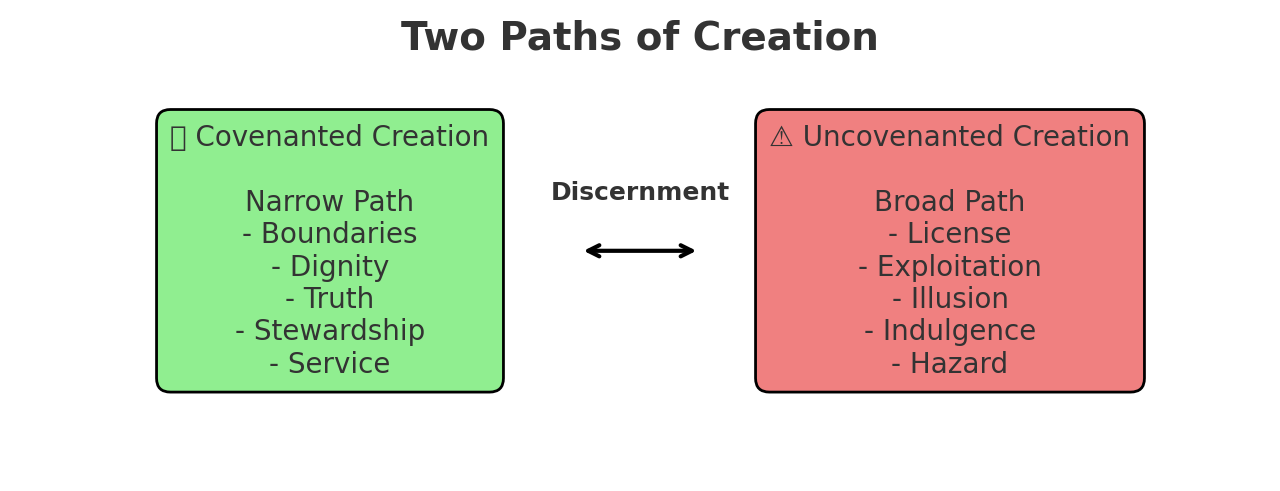 Two Paths of Creation
Covenanted Creation
Narrow Path
- Boundaries
- Dignity
- Truth
- Stewardship
- Service
Discernment
⚠ Uncovenanted Creation
Broad Path
- License
- Exploitation
- Illusion
- Indulgence
- Hazard